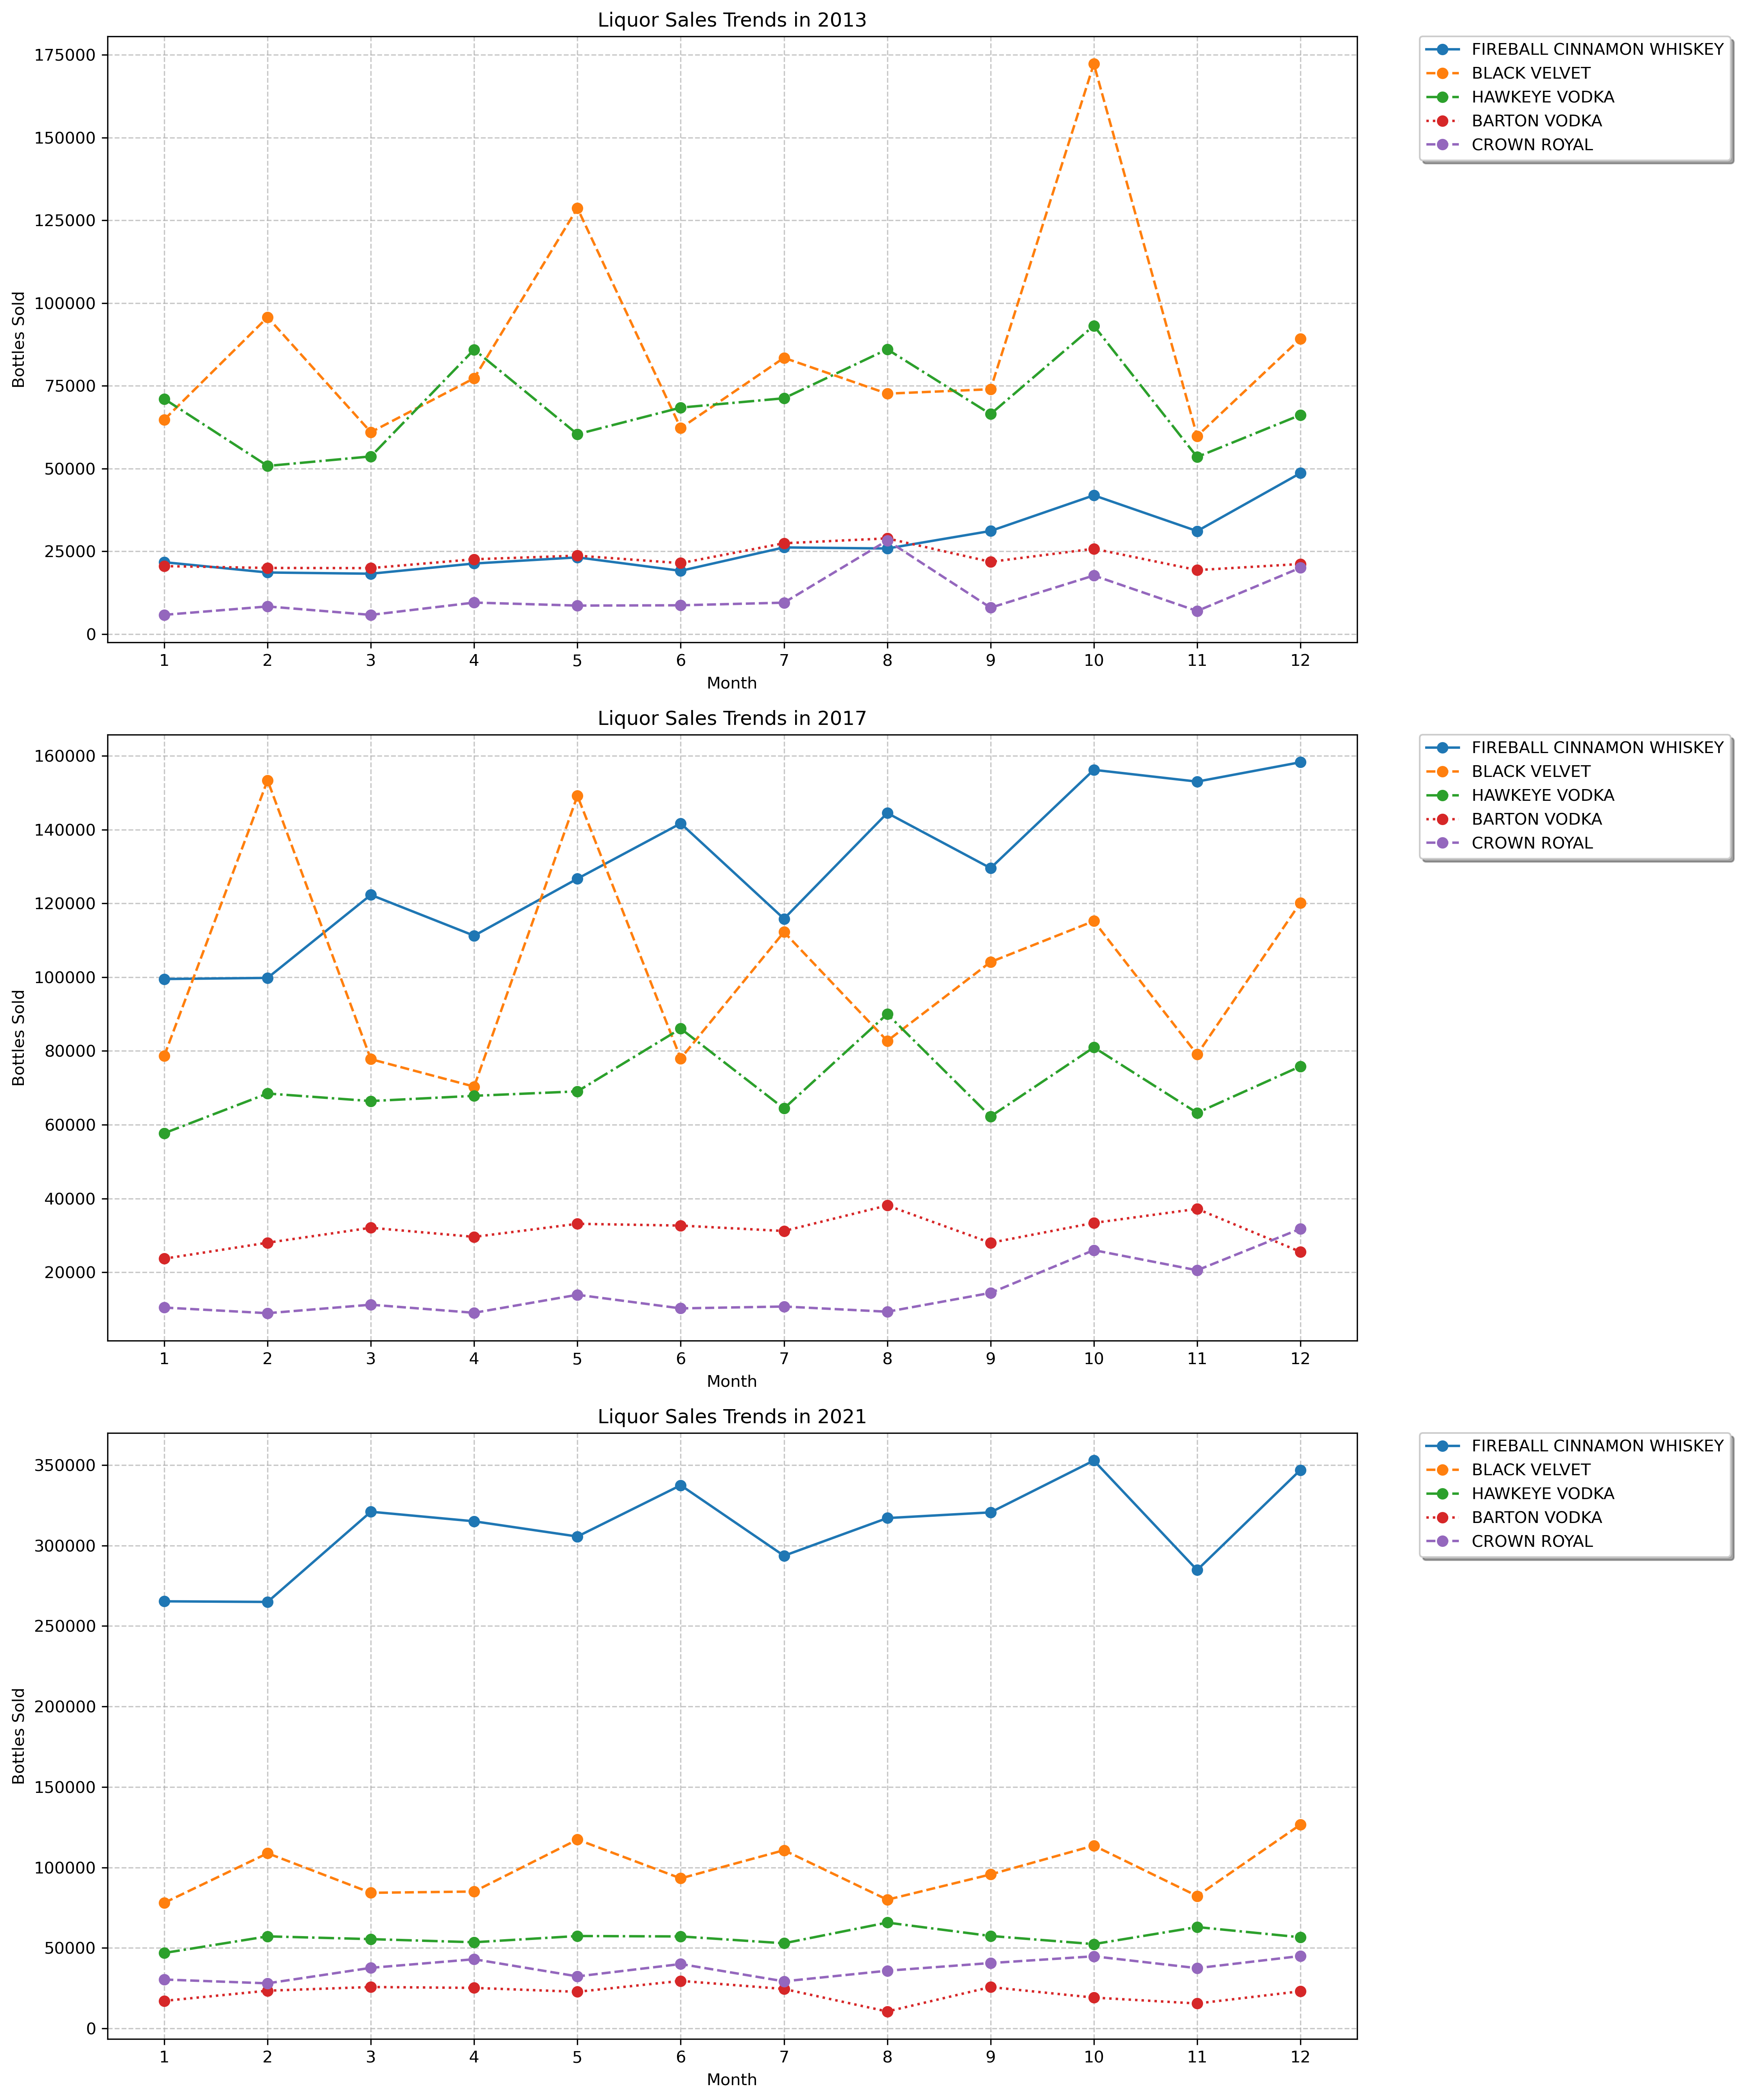 Liquor Sales Trends in 2013
FIREBALL CINNAMON WHISKEY
BLACK VELVET
HAWKEYE VODKA
BARTON VODKA
CROWN ROYAL
Bottles Sold
175000
150000
125000
100000
75000
50000
25000
0
1 2 3 4 5 6 7 8 9 10 11 12
Month
Liquor Sales Trends in 2017
FIREBALL CINNAMON WHISKEY
BLACK VELVET
HAWKEYE VODKA
BARTON VODKA
CROWN ROYAL
Bottles Sold
160000
140000
120000
100000
80000
60000
40000
20000
1 2 3 4 5 6 7 8 9 10 11 12
Month
Liquor Sales Trends in 2021
FIREBALL CINNAMON WHISKEY
BLACK VELVET
HAWKEYE VODKA
BARTON VODKA
CROWN ROYAL
Bottles Sold
350000
300000
250000
200000
150000
100000
50000
0
1 2 3 4 5 6 7 8 9 10 11 12
Month